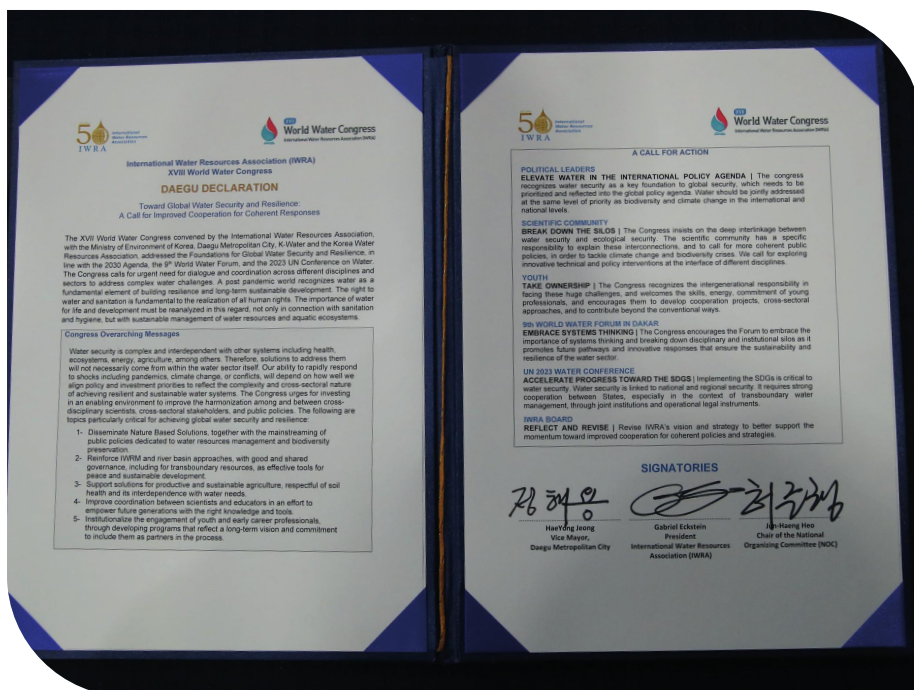 50 International Water Resources Association
IWRA
XVII
World Water Congress
International Water Resources Association (IWRA)
International Water Resources Association (IWRA)
XVIII World Water Congress
DAEGU DECLARATION
Toward Global Water Security and Resilience:
A Call for Improved Cooperation for Coherent Responses
The XVII World Water Congress convened by the International Water Resources Association,
with the Ministry of Environment of Korea, Daegu Metropolitan City, K-Water and the Korea Water
Resources Association, addressed the Foundations for Global Water Security and Resilience, in
line with the 2030 Agenda, the 9th World Water Forum, and the 2023 UN Conference on Water.
The Congress calls for urgent need for dialogue and coordination across different disciplines and
sectors to address complex water challenges. A post pandemic world recognizes water as a
fundamental element of building resilience and long-term sustainable development. The right to
water and sanitation is fundamental to the realization of all human rights. The importance of water
for life and development must be reanalyzed in this regard, not only in connection with sanitation
and hygiene, but with sustainable management of water resources and aquatic ecosystems.
Congress Overarching Messages
Water security is complex and interdependent with other systems including health,
ecosystems, energy, agriculture, among others. Therefore, solutions to address them
will not necessarily come from within the water sector itself. Our ability to rapidly respond
to shocks including pandemics, climate change, or conflicts, will depend on how well we
align policy and investment priorities to reflect the complexity and cross-sectoral nature
of achieving resilient and sustainable water systems. The Congress urges for investing
in an enabling environment to improve the harmonization among and between cross-
disciplinary scientists, cross-sectoral stakeholders, and public policies. The following are
topics particularly critical for achieving global water security and resilience:
1- Disseminate Nature Based Solutions, together with the mainstreaming of
public policies dedicated to water resources management and biodiversity
preservation.
2- Reinforce IWRM and river basin approaches, with good and shared
governance, including for transboundary resources, as effective tools for
peace and sustainable development.
3- Support solutions for productive and sustainable agriculture, respectful of soil
health and its interdependence with water needs.
4- Improve coordination between scientists and educators in an effort to
empower future generations with the right knowledge and tools.
5- Institutionalize the engagement of youth and early career professionals,
through developing programs that reflect a long-term vision and commitment
to include them as partners in the process.
50 International Water Resources Association
IWRA
XVII
World Water Congress
International Water Resources Association (IWRA)
A CALL FOR ACTION
POLITICAL LEADERS
ELEVATE WATER IN THE INTERNATIONAL POLICY AGENDA | The congress
recognizes water security as a key foundation to global security, which needs to be
prioritized and reflected into the global policy agenda. Water should be jointly addressed
at the same level of priority as biodiversity and climate change in the international and
national levels.
SCIENTIFIC COMMUNITY
BREAK DOWN THE SILOS | The Congress insists on the deep interlinkage between
water security and ecological security. The scientific community has a specific
responsibility to explain these interconnections, and to call for more coherent public
policies, in order to tackle climate change and biodiversity crises. We call for exploring
innovative technical and policy interventions at the interface of different disciplines.
YOUTH
TAKE OWNERSHIP | The Congress recognizes the intergenerational responsibility in
facing these huge challenges, and welcomes the skills, energy, commitment of young
professionals, and encourages them to develop cooperation projects, cross-sectoral
approaches, and to contribute beyond the conventional ways.
9th WORLD WATER FORUM IN DAKAR
EMBRACE SYSTEMS THINKING | The Congress encourages the Forum to embrace the
importance of systems thinking and breaking down disciplinary and institutional silos as it
promotes future pathways and innovative responses that ensure the sustainability and
resilience of the water sector.
UN 2023 WATER CONFERENCE
ACCELERATE PROGRESS TOWARD THE SDGS | Implementing the SDGs is critical to
water security. Water security is linked to national and regional security. It requires strong
cooperation between States, especially in the context of transboundary water
management, through joint institutions and operational legal instruments.
IWRA BOARD
REFLECT AND REVISE | Revise IWRA's vision and strategy to better support the
momentum toward improved cooperation for coherent policies and strategies.
SIGNATORIES
정 해 용
HaeYong Jeong
Vice Mayor,
Daegu Metropolitan City
Gabriel Eckstein
President
International Water Resources
Association (IWRA)
Jun-Haeng Heo
Chair of the National
Organizing Committee (NOC)